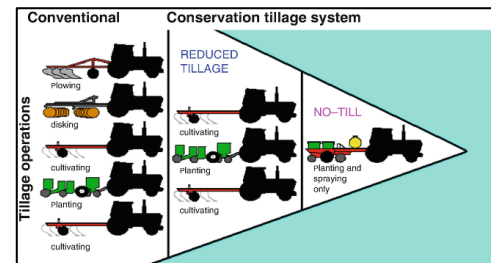 Conventional
Conservation tillage system
Tillage operations
Plowing
disking
cultivating
Planting
cultivating
REDUCED
TILLAGE
cultivating
Planting
cultivating
NO–TILL
Planting and
spraying
only